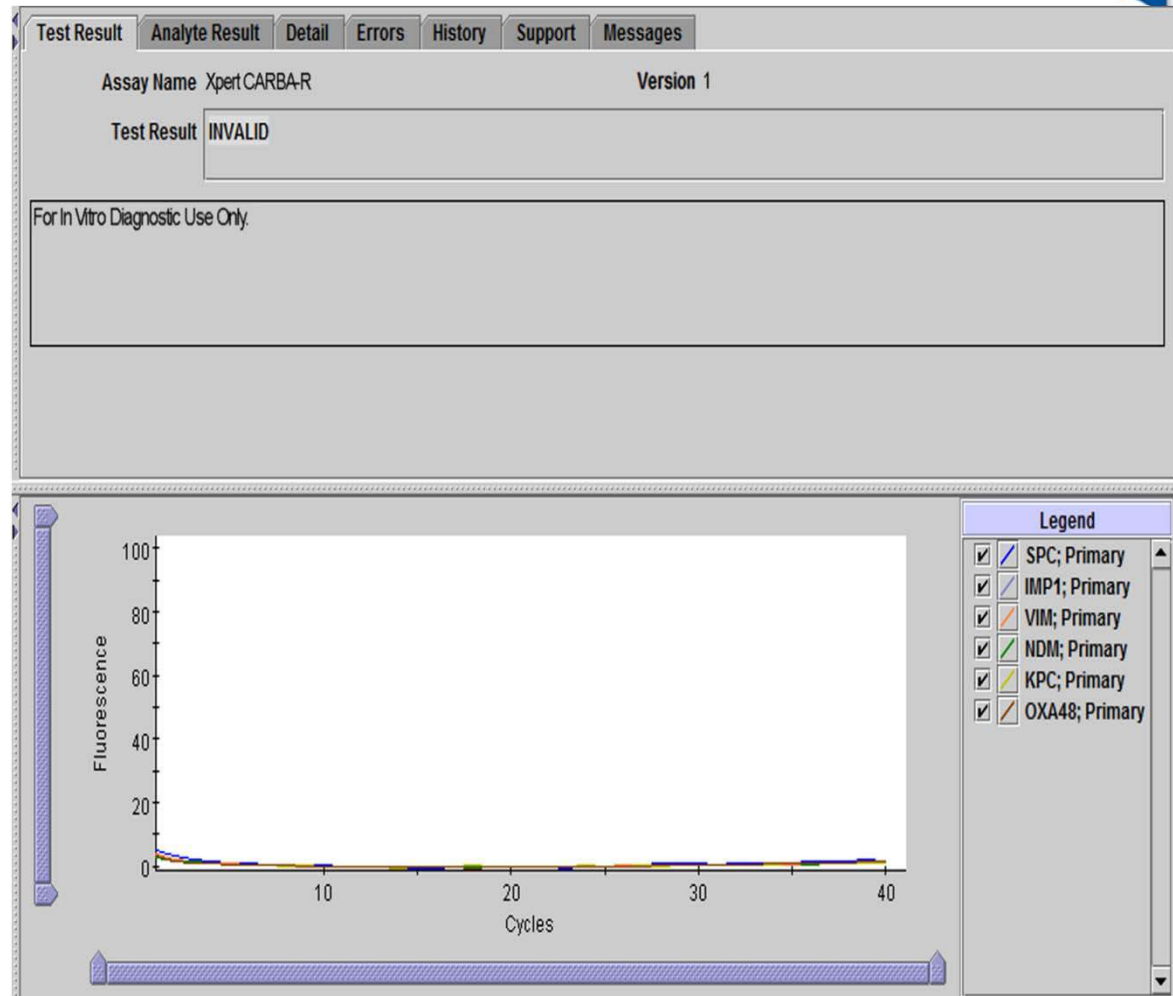 Test Result Analyte Result Detail Errors History Support Messages
Assay Name Xpert CARBA-R Version 1
Test Result INVALID
For In Vitro Diagnostic Use Only.
Legend
SPC; Primary
IMP1; Primary
VIM; Primary
NDM; Primary
KPC; Primary
OXA48; Primary
100
80
60
40
20
0
Fluorescence
10 20 30 40
Cycles